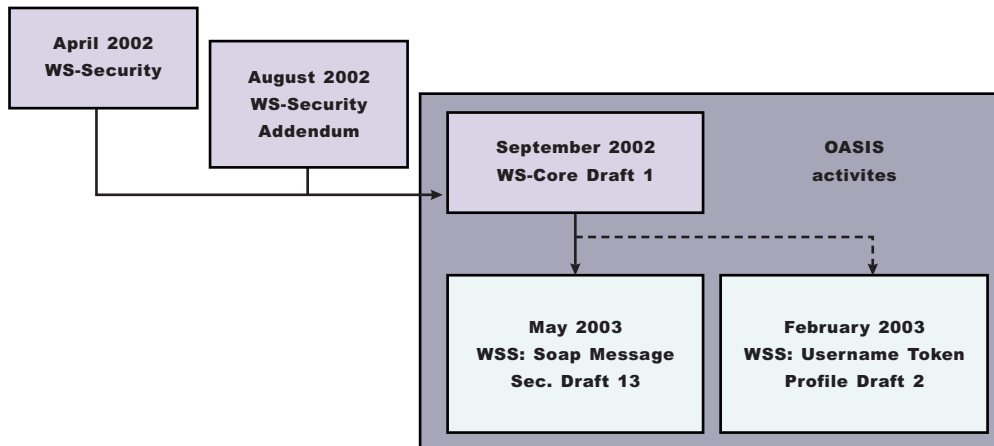 April 2002
WS-Security
August 2002
WS-Security
Addendum
September 2002
WS-Core Draft 1
OASIS
activites
May 2003
WSS: Soap Message
Sec. Draft 13
February 2003
WSS: Username Token
Profile Draft 2